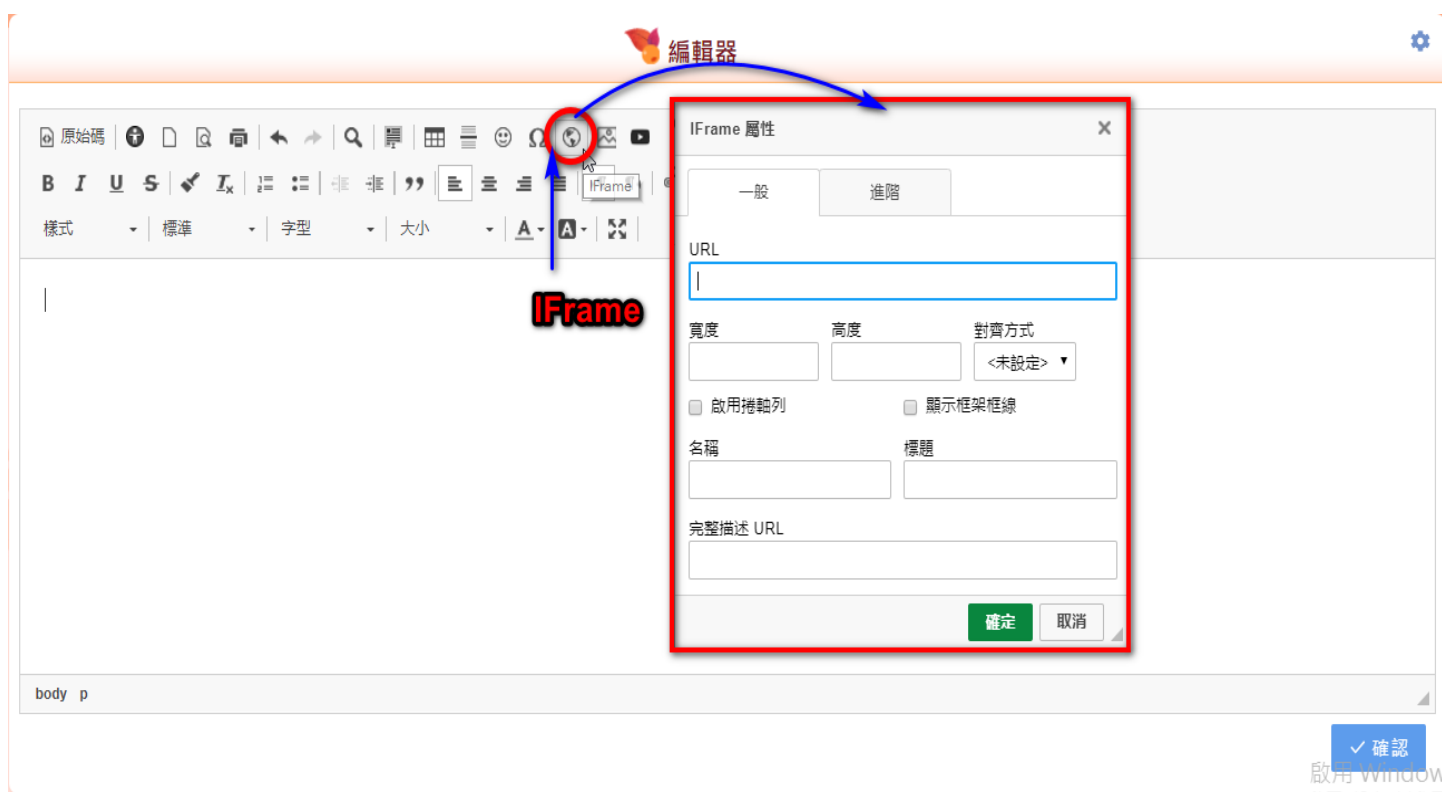 編輯器
原始碼
IFrame
樣式 標準 字型 大小
IFrame
IFrame 屬性
一般 進階
URL
寬度 高度 對齊方式
<未設定>
啟用捲軸列 顯示框架框線
名稱 標題
完整描述 URL
確定 取消
body p
確認
啟用 Window